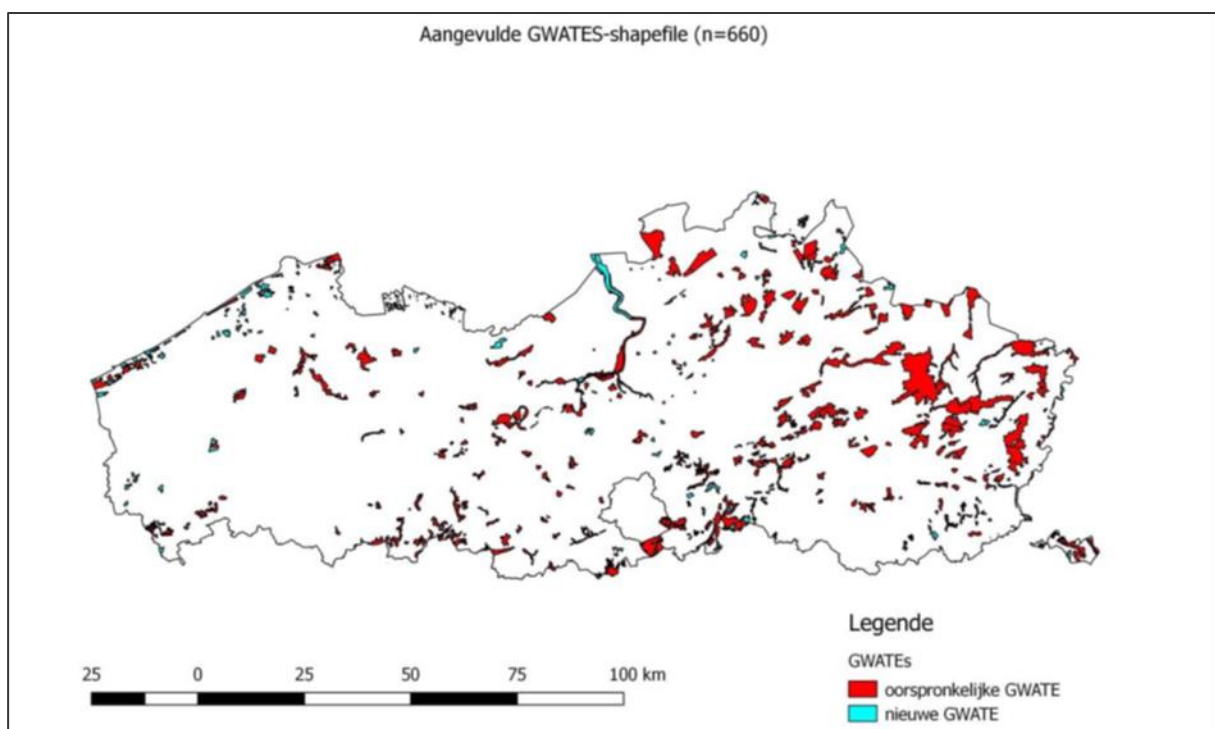 Aangevulde GWATES-shapefile (n=660)
25 0 25 50 75 100 km
Legende
GWATEs
oorspronkelijke GWATE
nieuwe GWATE